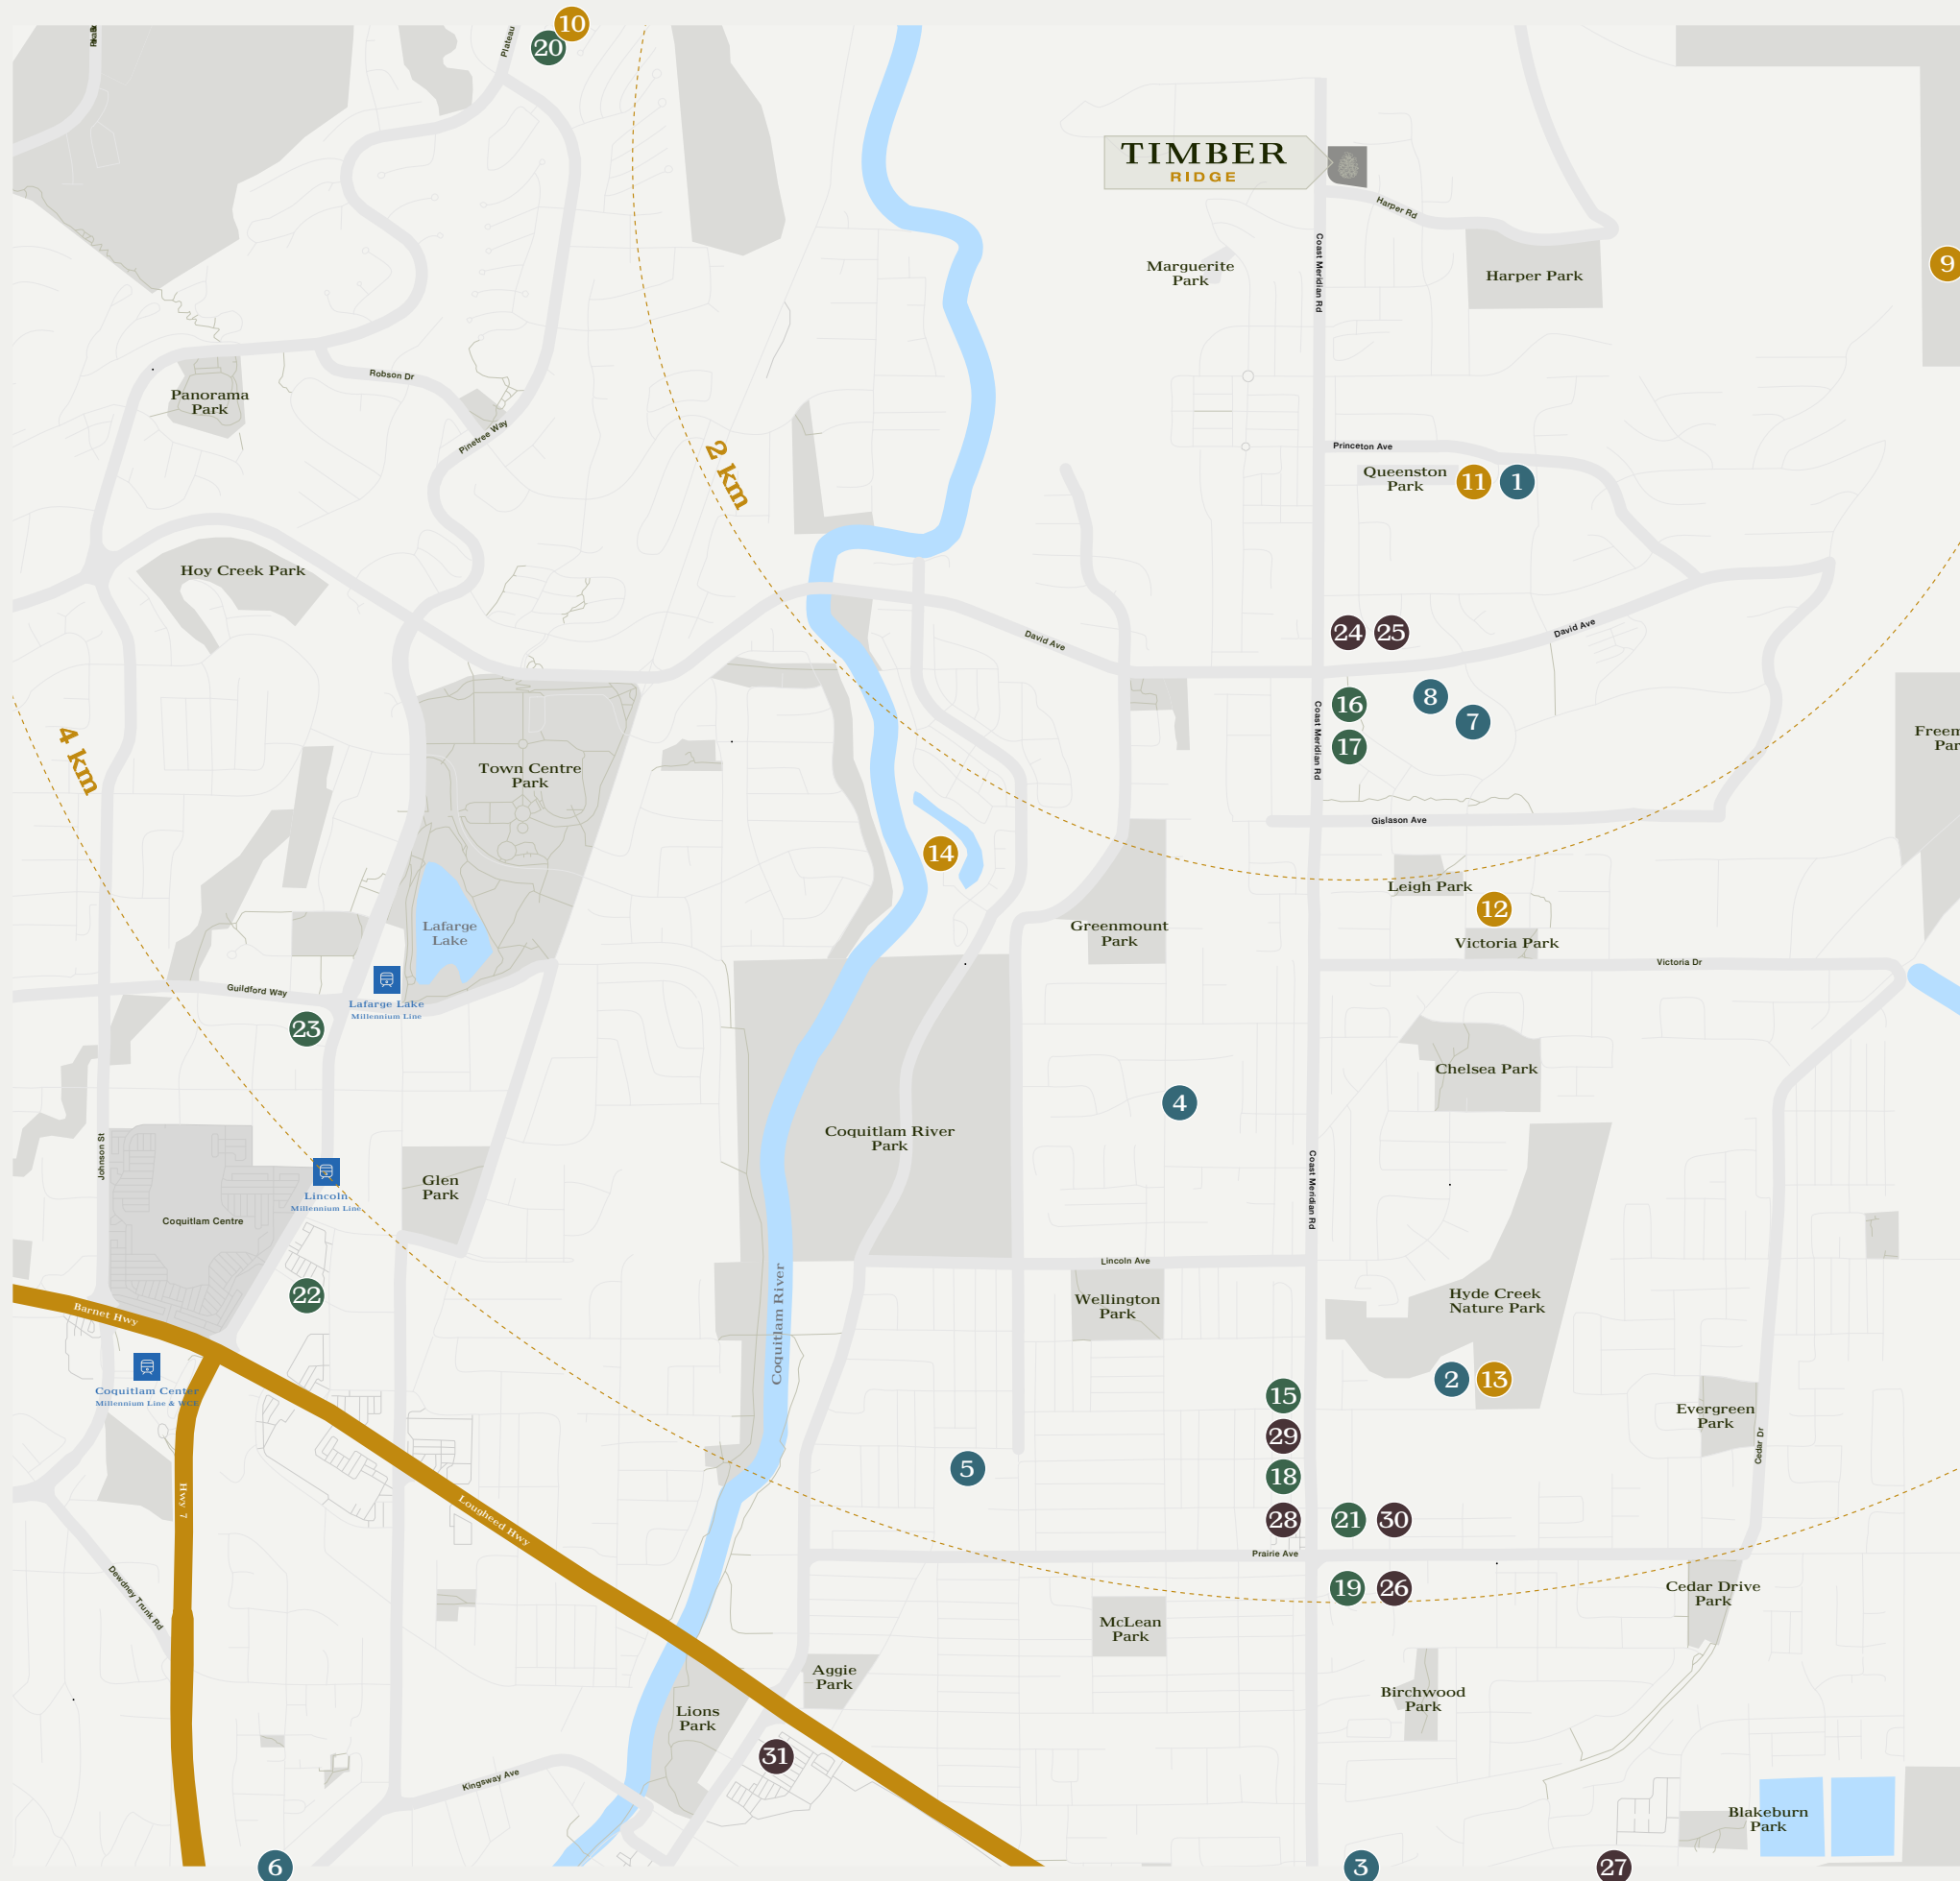 10
20
Plateau
TIMBER
RIDGE
Harper Rd
Coast Meridian Rd
Marguerite
Park
Harper Park
9
Robson Dr
Panorama
Park
Pinetree Way
2 km
Princeton Ave
Queenston
Park
11
1
Hoy Creek Park
David Ave
24
25
David Ave
8
16
7
17
Coast Meridian Rd
4 km
Town Centre
Park
Gislason Ave
14
Leigh Park
12
Victoria Park
Greenmount
Park
Lafarge
Lake
Victoria Dr
Guildford Way
Lafarge Lake
Millennium Line
23
Chelsea Park
4
Coquitlam River
Park
Johnson St
Glen
Park
Lincoln
Millennium Line
Coquitlam Centre
Coast Meridian Rd
Lincoln Ave
22
Wellington
Park
Hyde Creek
Nature Park
Barnet Hwy
Coquitlam River
Coquitlam Center
Millennium Line & WCE
2
13
15
29
Evergreen
Park
Cedar Dr
5
18
Hwy 7
Lougheed Hwy
28
21
30
Prairie Ave
Dewdney Trunk Rd
19
26
Cedar Drive
Park
McLean
Park
Aggie
Park
Birchwood
Park
Lions
Park
31
Kingsway Ave
Blakeburn
Park
6
3
27